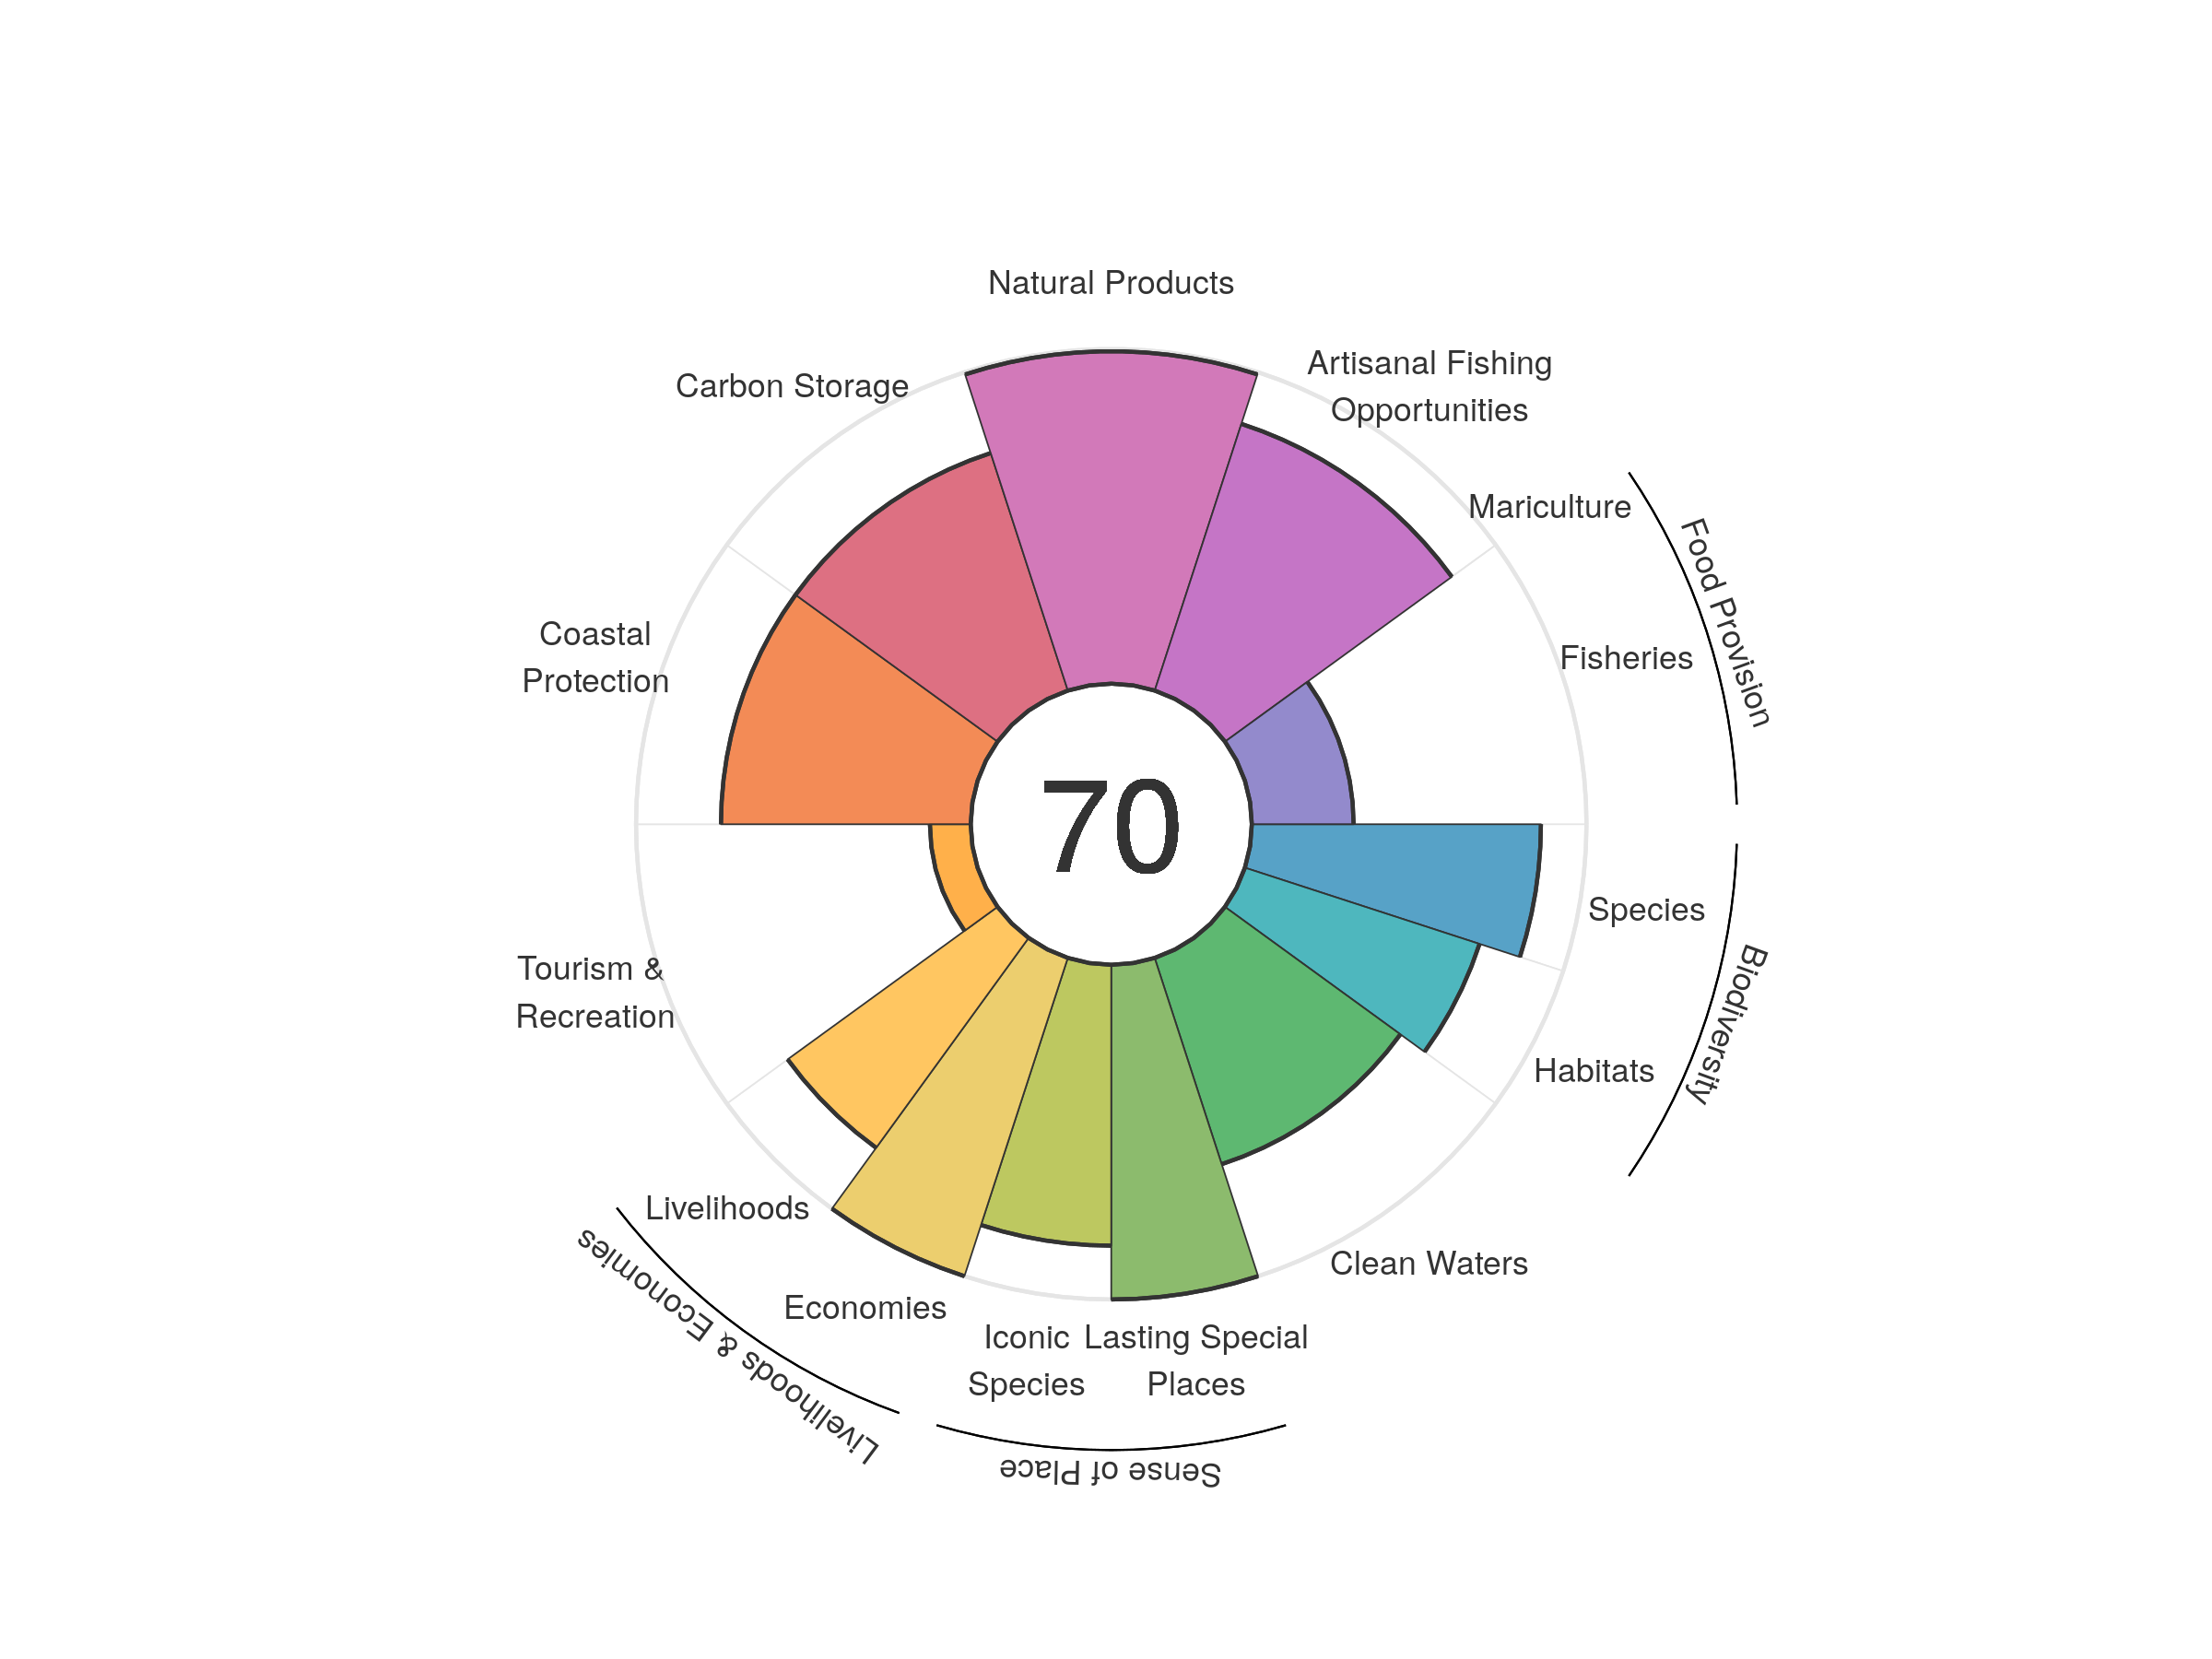 Natural Products
Artisanal Fishing
Opportunities
Carbon Storage
Mariculture
Food Provision
Fisheries
Coastal
Protection
70
Species
Biodiversity
Habitats
Tourism &
Recreation
Livelihoods
Livelihoods & Economies
Clean Waters
Economies
Iconic
Species
Lasting Special
Places
Sense of Place